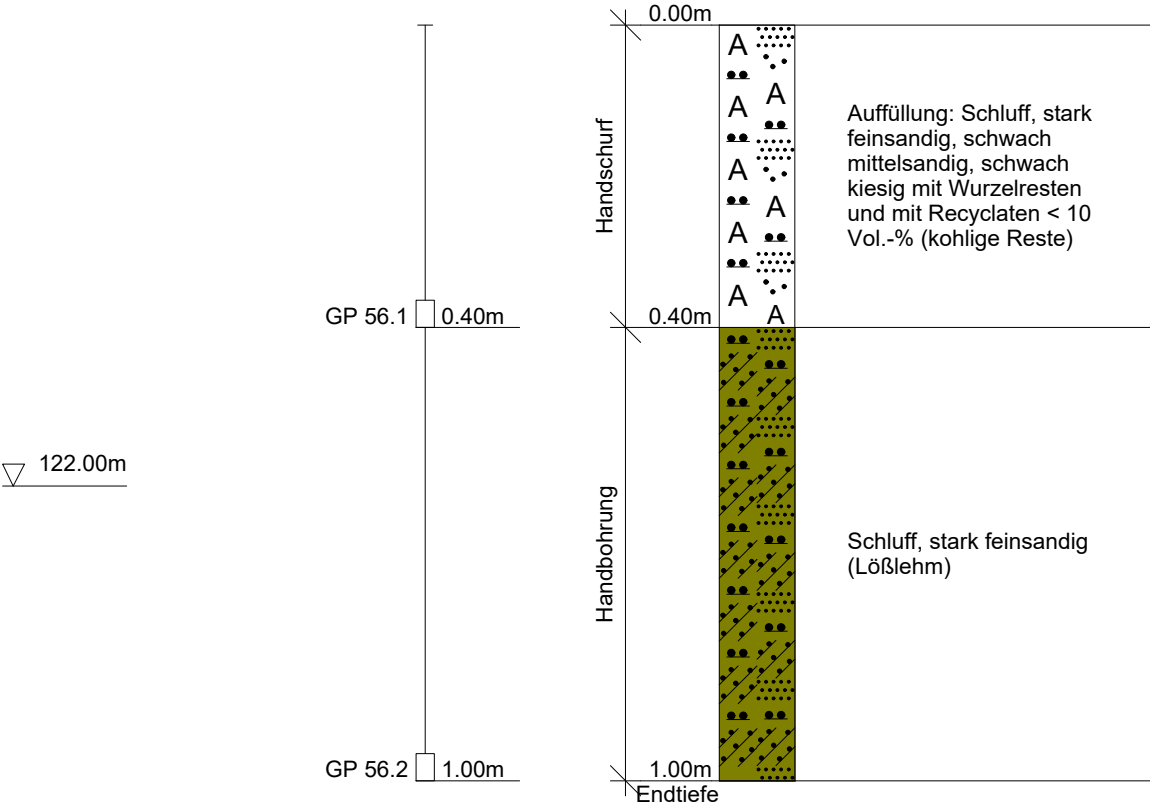 0.00m
Handschurf
A
A
A
A
A
A
A
A
Auffüllung: Schluff, stark
feinsandig, schwach
mittelsandig, schwach
kiesig mit Wurzelresten
und mit Recyclaten < 10
Vol.-% (kohlige Reste)
GP 56.1 0.40m
0.40m
122.00m
Handbohrung
Schluff, stark feinsandig
(Lößlehm)
GP 56.2 1.00m
1.00m
Endtiefe